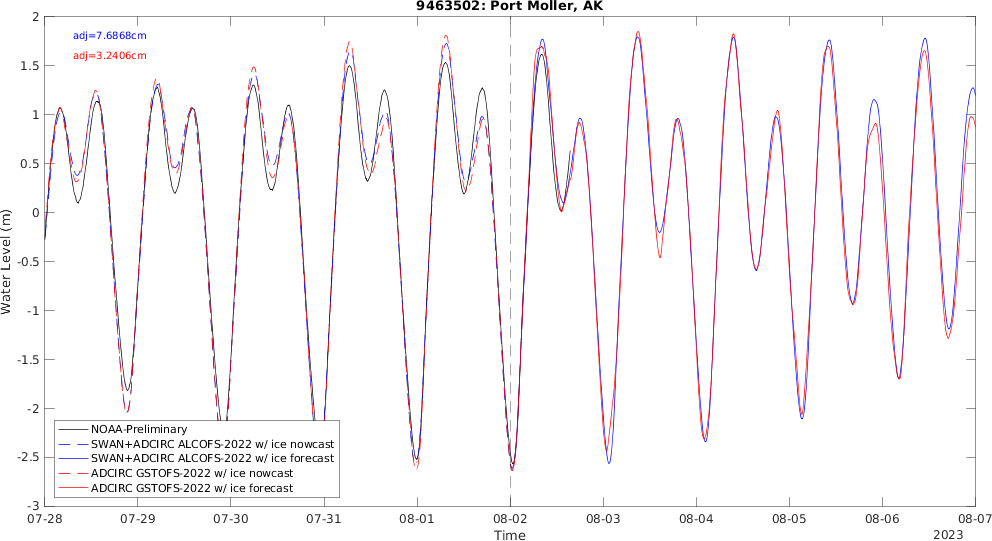 9463502: Port Moller, AK
adj=7.6868cm
adj=3.2406cm
2
1.5
1
0.5
0
-0.5
-1
-1.5
-2
-2.5
-3
Water Level (m)
NOAA-Preliminary
SWAN+ADCIRC ALCOFS-2022 w/ ice nowcast
SWAN+ADCIRC ALCOFS-2022 w/ ice forecast
ADCIRC GSTOFS-2022 w/ ice nowcast
ADCIRC GSTOFS-2022 w/ ice forecast
07-28 07-29 07-30 07-31 08-01 08-02 08-03 08-04 08-05 08-06 08-07
Time
2023